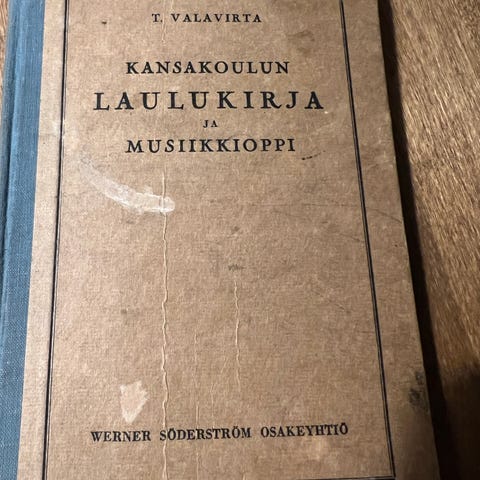 T. VALAVIRTA
KANSAKOULUN
LAULUKIRJA
JA
MUSIIKKIOPPI
WERNER SÖDERSTRÖM OSAKEYHTIÖ